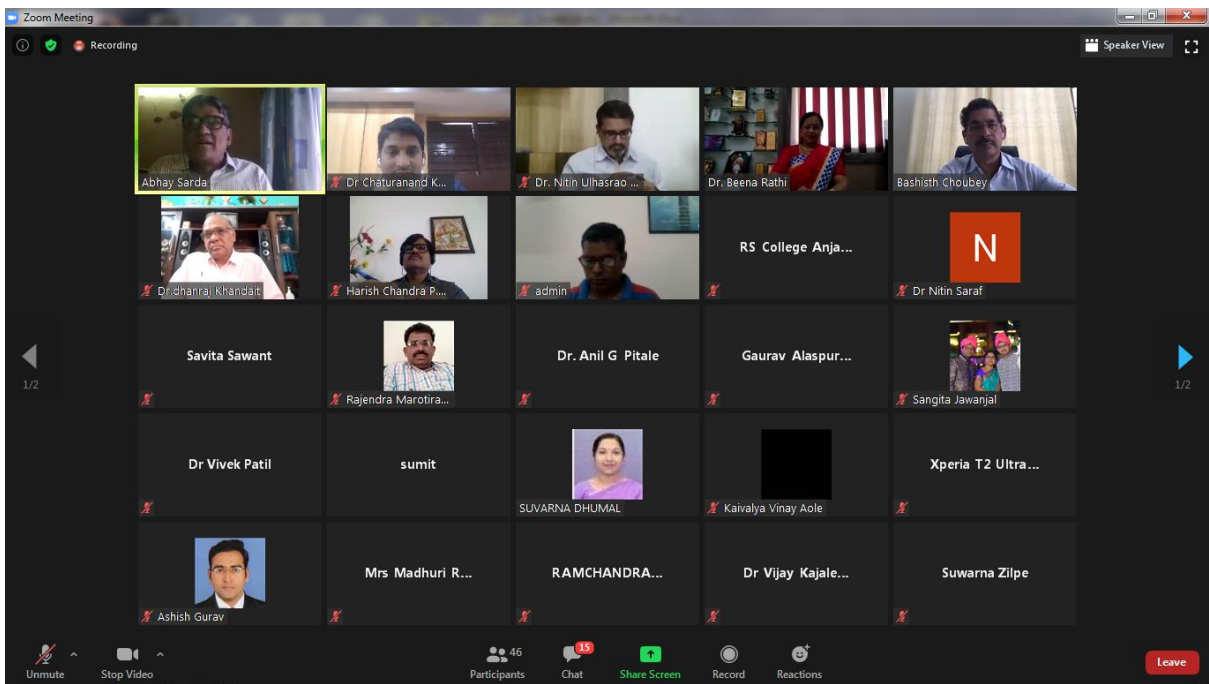 Zoom Meeting
Recording
Speaker View
Abhay Sarda
Dr Chaturanand K...
Dr. Nitin Ulhasrao ...
Dr. Beena Rathi
Bashisth Choubey
Dr.dhanraj Khandait
Harish Chandra P....
admin
RS College Anja...
N
Dr Nitin Saraf
Savita Sawant
Rajendra Marotira...
Dr. Anil G Pitale
Gaurav Alaspur...
Sangita Jawanjal
1/2
1/2
Dr Vivek Patil
sumit
SUVARNA DHUMAL
Kaivalya Vinay Aole
Xperia T2 Ultra...
Ashish Gurav
Mrs Madhuri R...
RAMCHANDRA...
Dr Vijay Kajale...
Suwarna Zilpe
Unmute
Stop Video
46
Participants
15
Chat
Share Screen
Record
Reactions
Leave